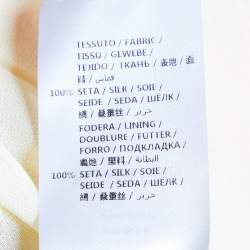 TESSUTO / FABRIC /
TISSU / GEWEBE /
TEJIDO / ТКАНЬ / 表地 / 面
料 / قماش /
100% SETA / SILK / SOIE /
SEIDE / SEDA / ШЕЛК /
絹 / 桑蚕丝 / حرير /
FODERA / LINING /
DOUBLURE / FUTTER /
FORRO / ПОДКЛАДКА /
裏地 / 里料 / البطانة /
100% SETA / SILK / SOIE /
SEIDE / SEDA / ШЕЛК /
絹 / 桑蚕丝 / حرير /